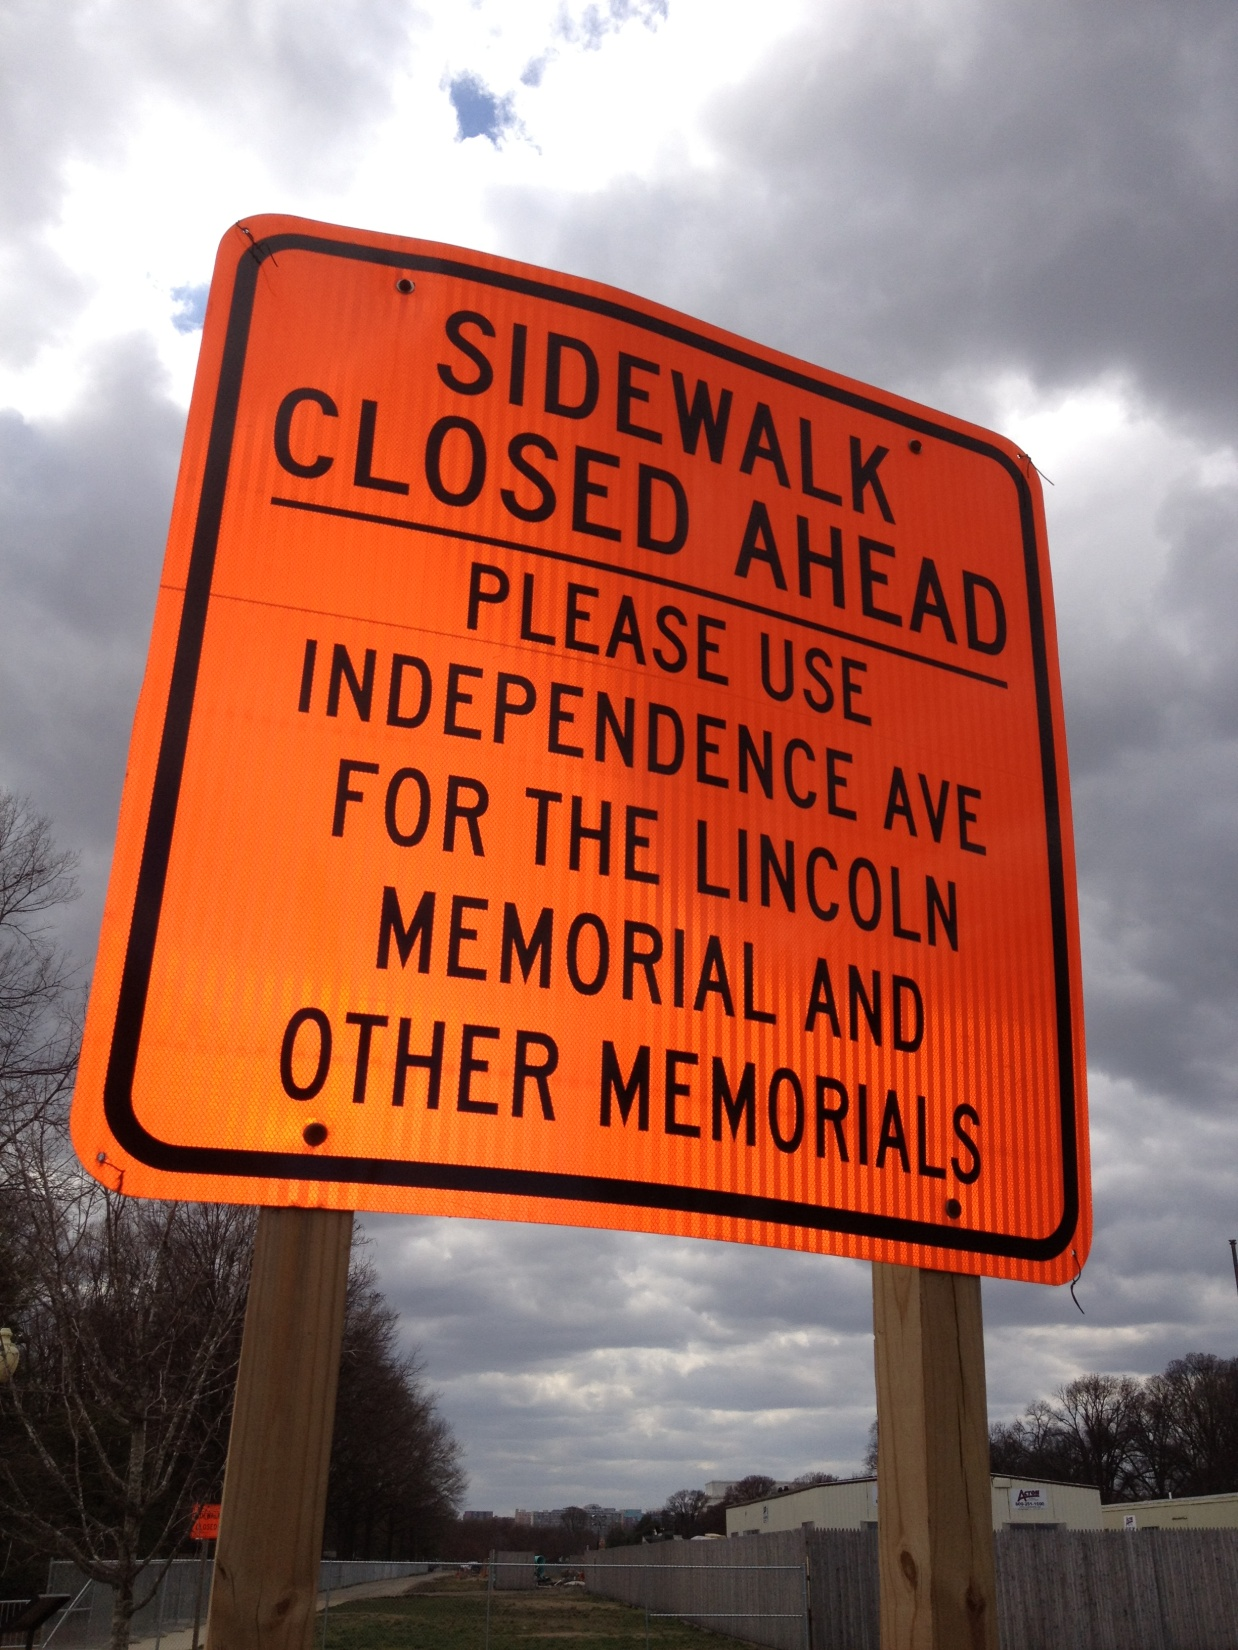 SIDEWALK
CLOSED AHEAD
PLEASE USE
INDEPENDENCE AVE
FOR THE LINCOLN
MEMORIAL AND
OTHER MEMORIALS